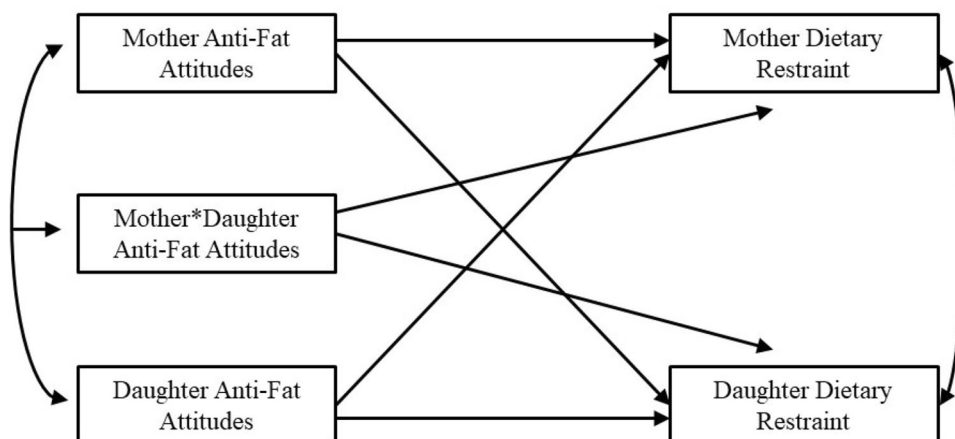 Mother Anti-Fat
Attitudes
Mother Dietary
Restraint
Mother*Daughter
Anti-Fat Attitudes
Daughter Anti-Fat
Attitudes
Daughter Dietary
Restraint